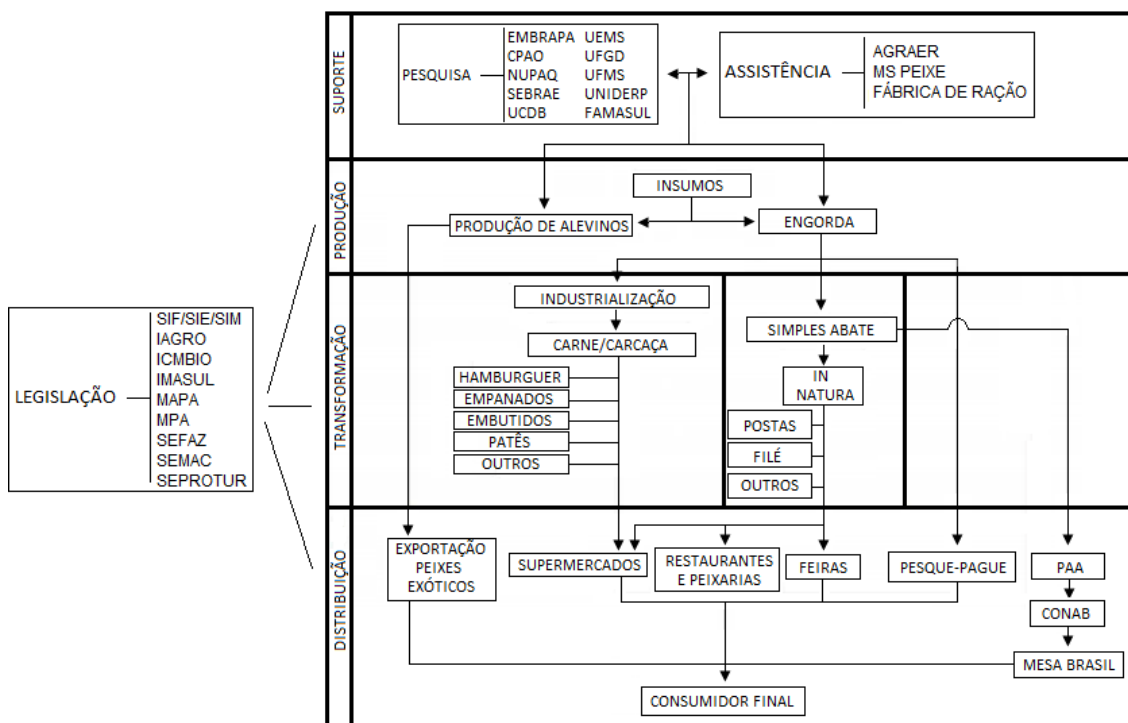 SUPORTE
PESQUISA
EMBRAPA UEMS
CPAO UFGD
NUPAQ UFMS
SEBRAE UNIDERP
UCDB FAMASUL
ASSISTÊNCIA
AGRAER
MS PEIXE
FÁBRICA DE RAÇÃO
PRODUÇÃO
INSUMOS
PRODUÇÃO DE ALEVINOS
ENGORDA
LEGISLAÇÃO
SIF/SIE/SIM
IAGRO
ICMBIO
IMASUL
MAPA
MPA
SEFAZ
SEMAC
SEPROTUR
TRANSFORMAÇÃO
INDUSTRIALIZAÇÃO
CARNE/CARCAÇA
HAMBURGUER
EMPANADOS
EMBUTIDOS
PATÊS
OUTROS
SIMPLES ABATE
IN
NATURA
POSTAS
FILÉ
OUTROS
DISTRIBUIÇÃO
EXPORTAÇÃO
PEIXES
EXÓTICOS
SUPERMERCADOS
RESTAURANTES
E PEIXARIAS
FEIRAS
PESQUE-PAGUE
PAA
CONAB
MESA BRASIL
CONSUMIDOR FINAL